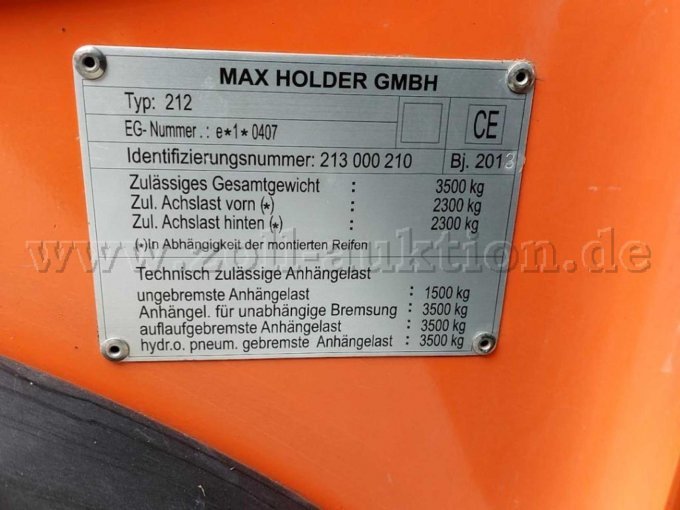 MAX HOLDER GMBH
Typ: 212
EG- Nummer .: e*1*0407
CE
Identifizierungsnummer: 213 000 210 Bj. 2013
Zulässiges Gesamtgewicht : 3500 kg
Zul. Achslast vorn (*) : 2300 kg
Zul. Achslast hinten (*) : 2300 kg
(*)In Abhängigkeit der montierten Reifen
www.zoll-auktion.de
Technisch zulässige Anhängelast
ungebremste Anhängelast : 1500 kg
Anhängel. für unabhängige Bremsung : 3500 kg
auflaufgebremste Anhängelast : 3500 kg
hydr.o. pneum. gebremste Anhängelast : 3500 kg